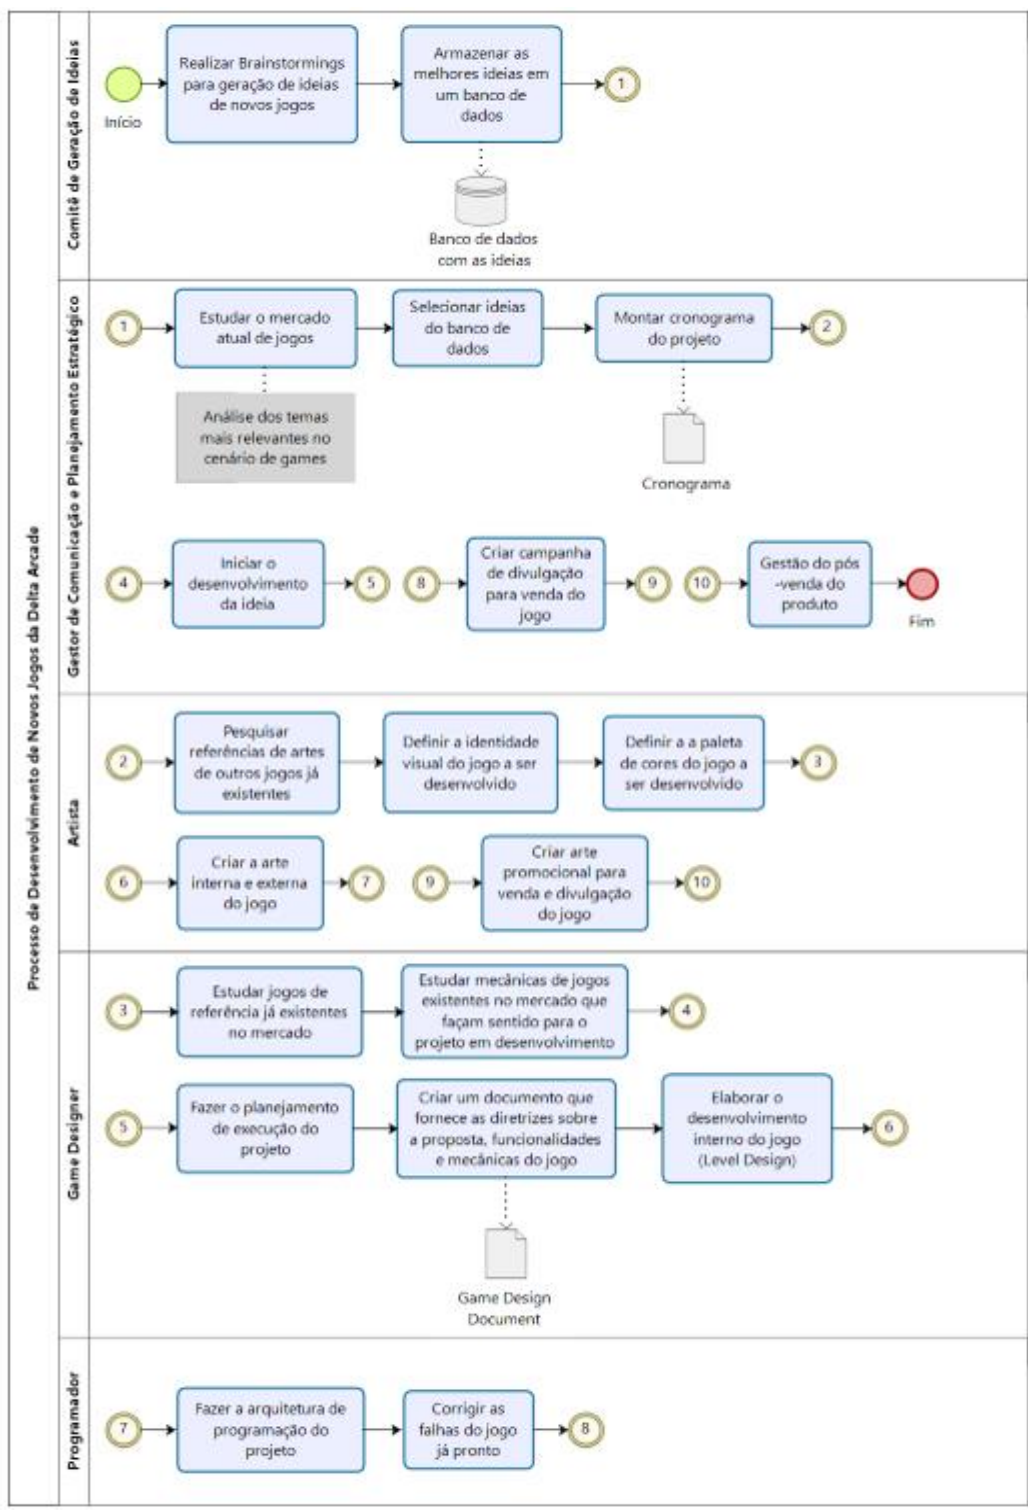 Processo de Desenvolvimento de Novos Jogos da Delta Arcade
Comitê de Geração de Ideias
Início
Realizar Brainstormings
para geração de ideias
de novos jogos
Armazenar as
melhores ideias em
um banco de
dados
1
Banco de dados
com as ideias
Gestor de Comunicação e Planejamento Estratégico
1
Estudar o mercado
atual de jogos
Selecionar ideias
do banco de
dados
Montar cronograma
do projeto
2
Análise dos temas
mais relevantes no
cenário de games
Cronograma
4
Iniciar o
desenvolvimento
da ideia
5
8
Criar campanha
de divulgação
para venda do
jogo
9
10
Gestão do pós
-venda do
produto
Fim
Artista
2
Pesquisar
referências de artes
de outros jogos já
existentes
Definir a identidade
visual do jogo a ser
desenvolvido
Definir a a paleta
de cores do jogo a
ser desenvolvido
3
6
Criar a arte
interna e externa
do jogo
7
9
Criar arte
promocional para
venda e divulgação
do jogo
10
Game Designer
3
Estudar jogos de
referência já existentes
no mercado
Estudar mecânicas de jogos
existentes no mercado que
façam sentido para o
projeto em desenvolvimento
4
5
Fazer o planejamento
de execução do
projeto
Criar um documento que
fornece as diretrizes sobre
a proposta, funcionalidades
e mecânicas do jogo
Elaborar o
desenvolvimento
interno do jogo
(Level Design)
6
Game Design
Document
Programador
7
Fazer a arquitetura de
programação do
projeto
Corrigir as
falhas do jogo
já pronto
8